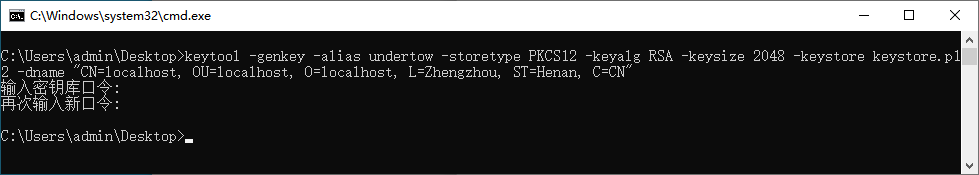 C:\Windows\system32\cmd.exe
C:\Users\admin\Desktop>keytool -genkey -alias undertow -storetype PKCS12 -keyalg RSA -keysize 2048 -keystore keystore.p1
2 -dname "CN=localhost, OU=localhost, O=localhost, L=Zhengzhou, ST=Henan, C=CN"
输入密钥库口令:
再次输入新口令:
C:\Users\admin\Desktop>